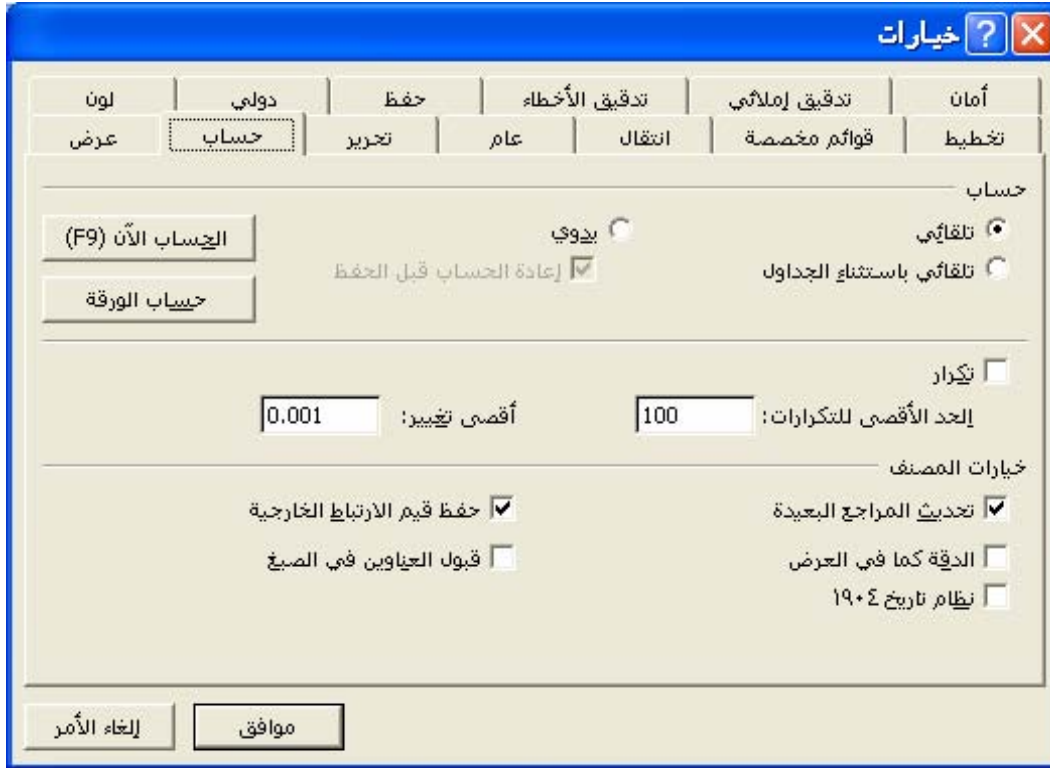 خيارات
أمان تدقيق إملائي تدقيق الأخطاء حفظ دولي لون
تخطيط قوائم مخصصة انتقال عام تحرير حساب عرض
حساب
تلقائي يدوي الحساب الآن (F9)
تلقائي باستثناء الجداول إعادة الحساب قبل الحفظ
حساب الورقة
تكرار
الحد الأقصى للتكرارات: 100 أقصى تغيير: 0.001
خيارات المصنف
تحديث المراجع البعيدة حفظ قيم الارتباط الخارجية
الدقة كما في العرض قبول العناوين في الصيغ
نظام تاريخ ١٩٠٤
موافق إلغاء الأمر